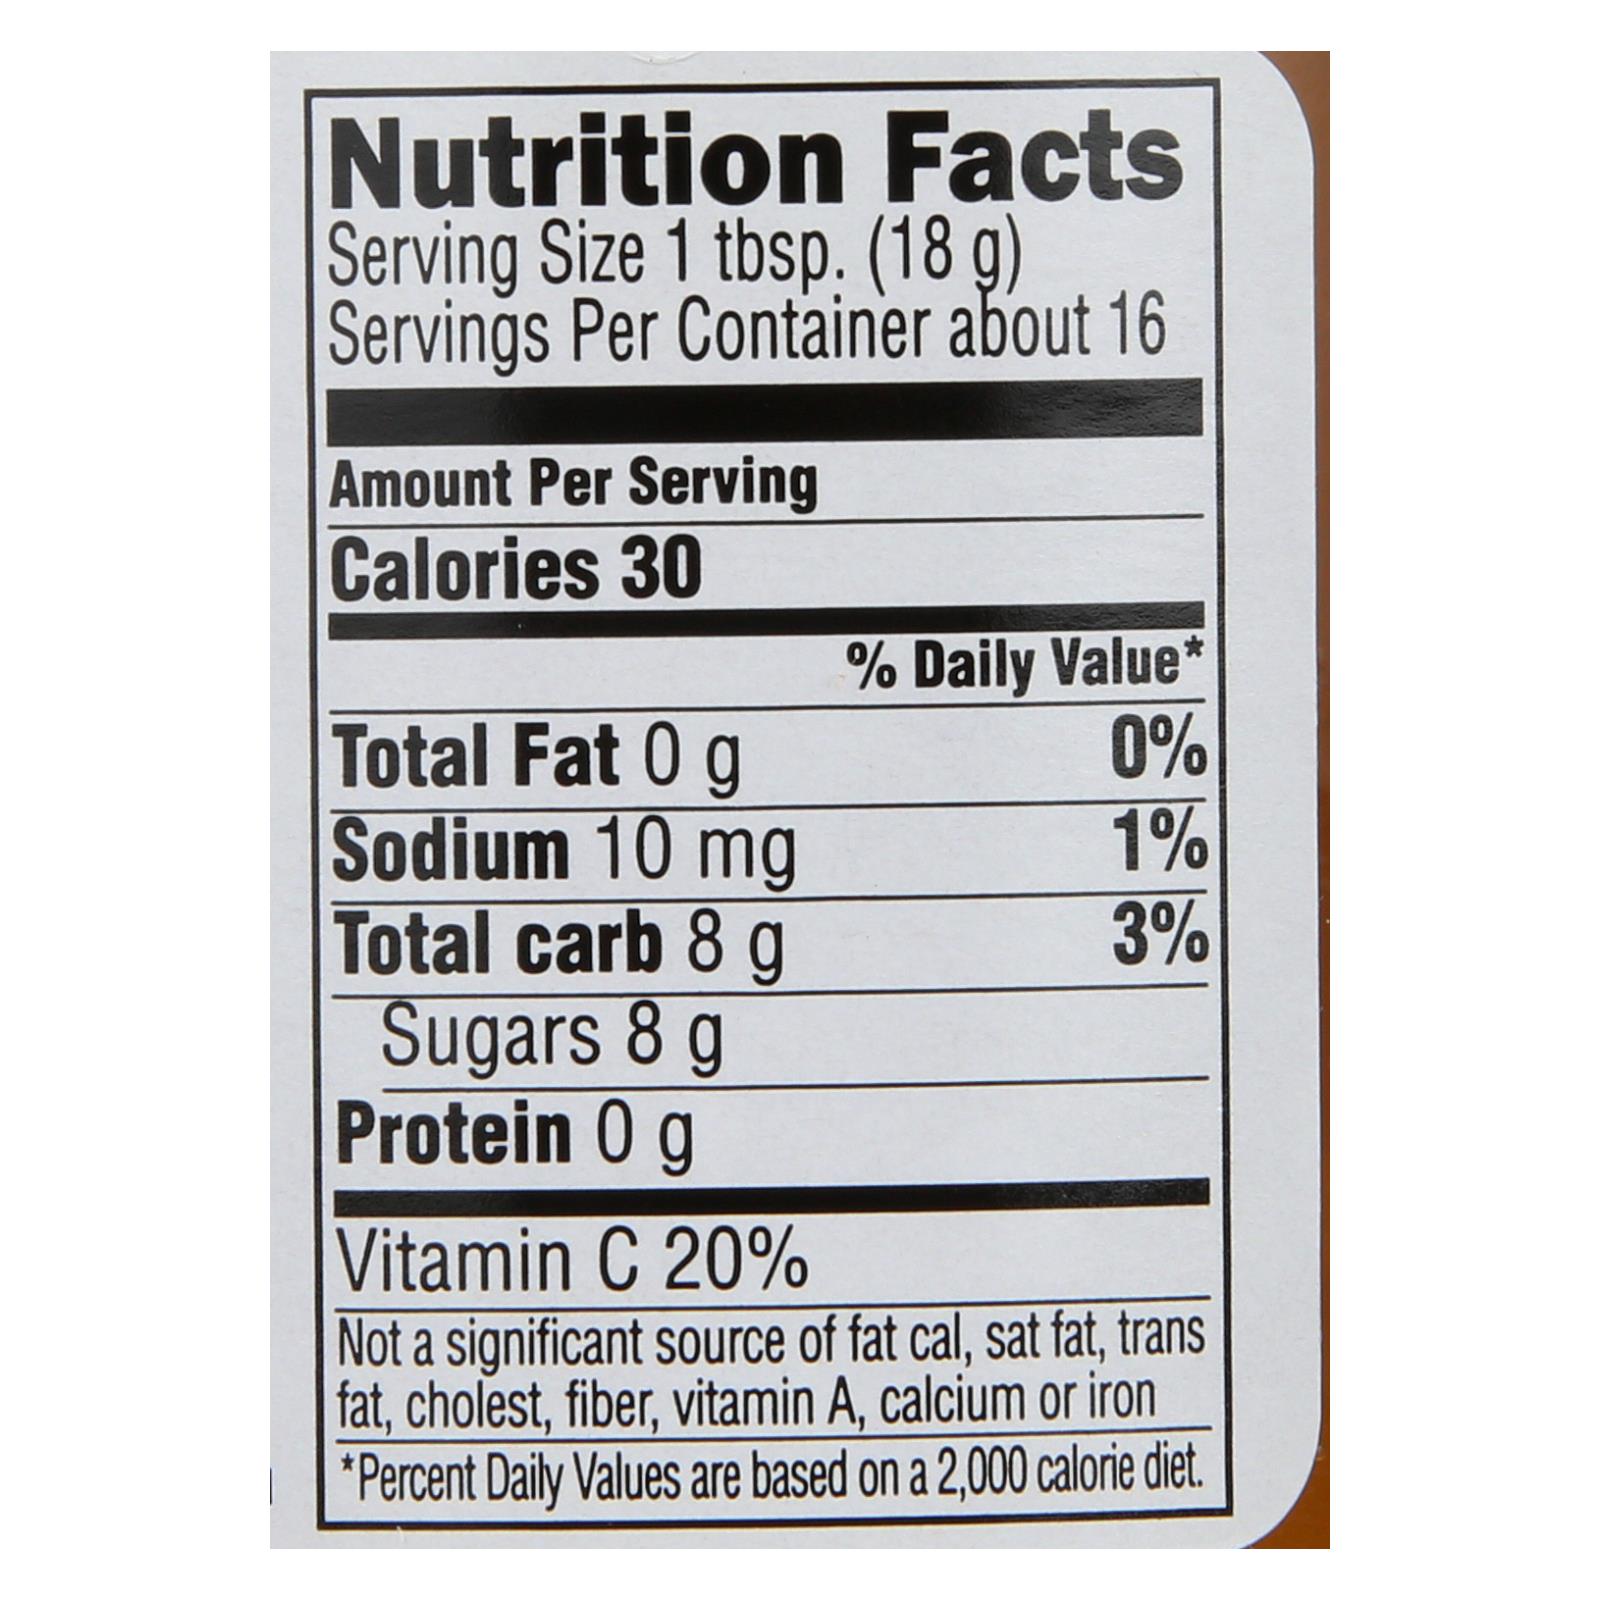 Nutrition Facts
Serving Size 1 tbsp. (18 g)
Servings Per Container about 16
Amount Per Serving
Calories 30
% Daily Value*
Total Fat 0 g 0%
Sodium 10 mg 1%
Total carb 8 g 3%
Sugars 8 g
Protein 0 g
Vitamin C 20%
Not a significant source of fat cal, sat fat, trans
fat, cholest, fiber, vitamin A, calcium or iron
*Percent Daily Values are based on a 2,000 calorie diet.